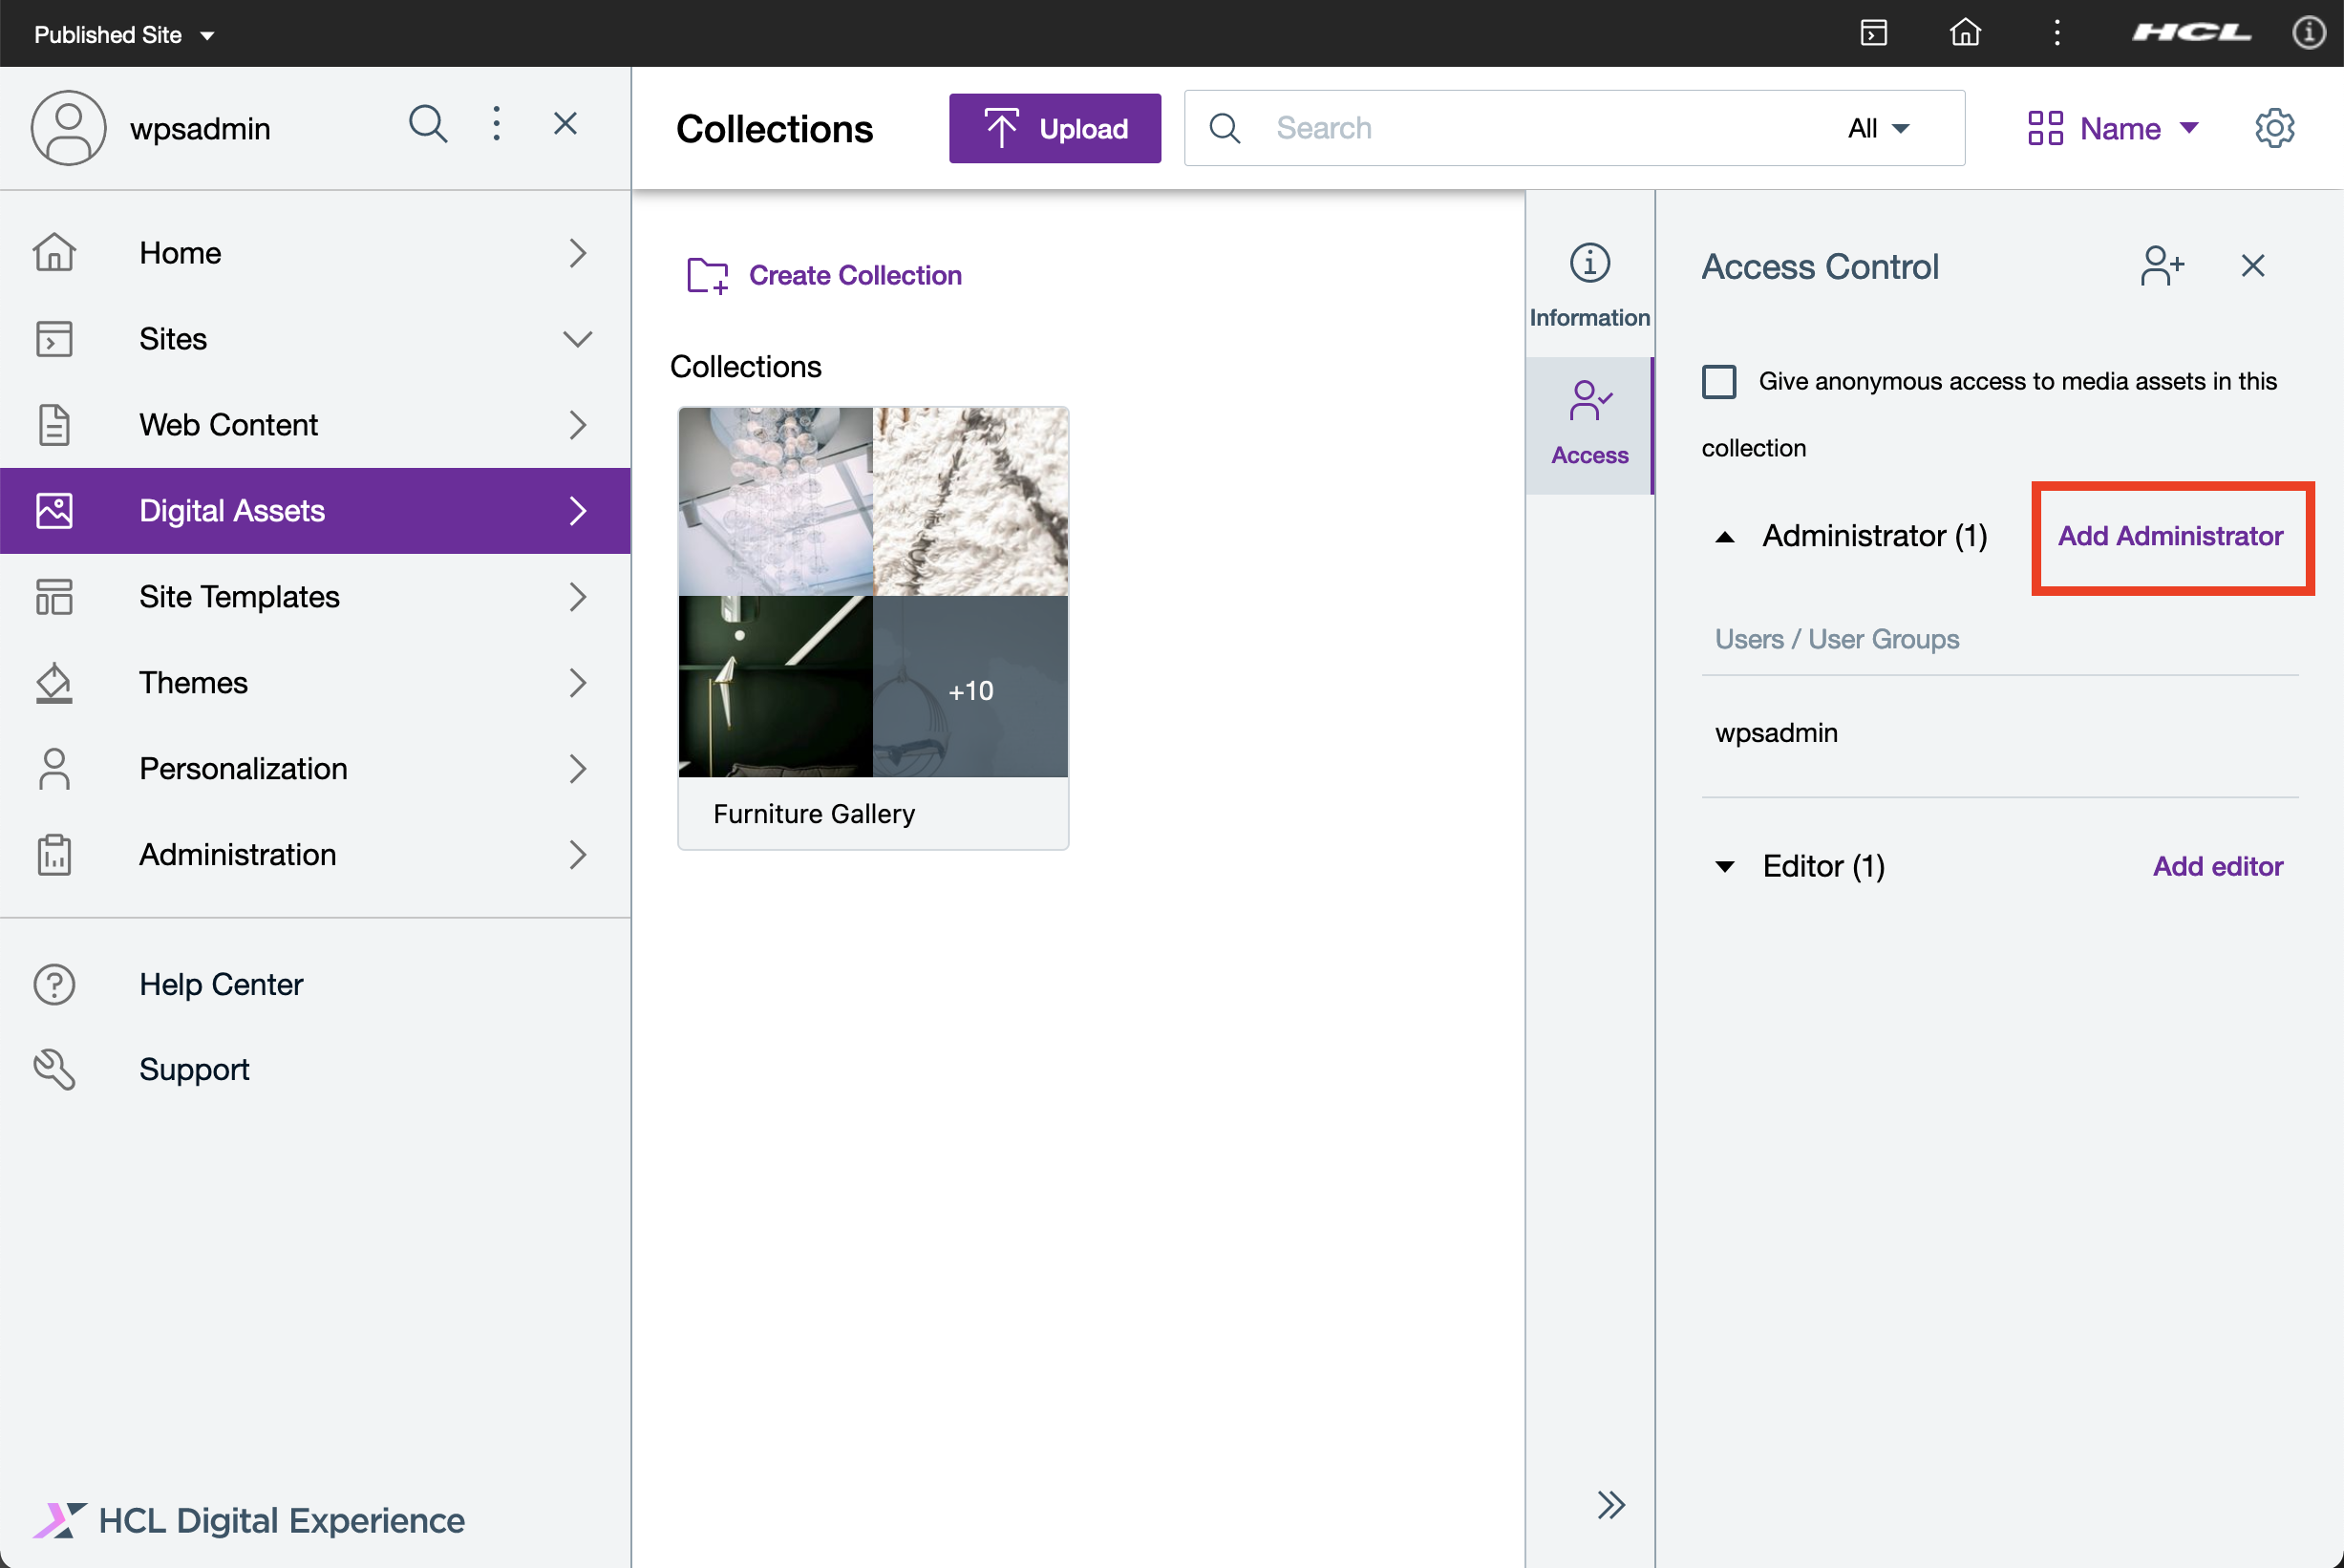 Published Site
HCL
wpsadmin
Collections
Upload
Search
All
Name
Home
Sites
Web Content
Digital Assets
Site Templates
Themes
Personalization
Administration
Help Center
Support
HCL Digital Experience
Create Collection
Collections
+10
Furniture Gallery
Information
Access
Access Control
Give anonymous access to media assets in this
collection
Administrator (1)
Add Administrator
Users / User Groups
wpsadmin
Editor (1)
Add editor